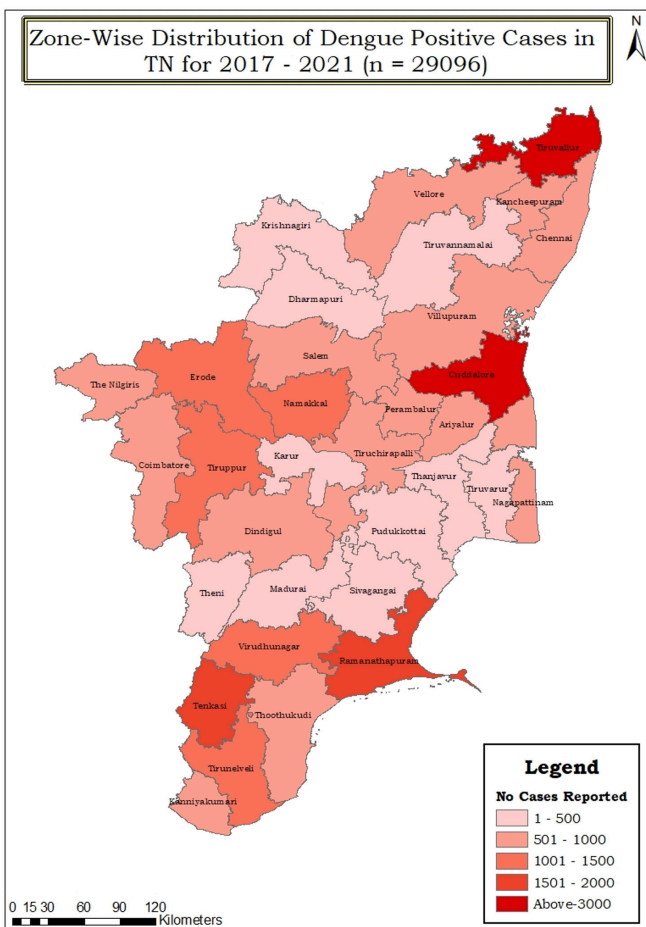 Zone-Wise Distribution of Dengue Positive Cases in
TN for 2017 - 2021 (n = 29096)
N
Tiruvallur
Vellore
Kancheepuram
Krishnagiri
Chennai
Tiruvannamalai
Dharmapuri
Villupuram
Salem
Cuddalore
Erode
The Nilgiris
Namakkal
Perambalur
Ariyalur
Karur
Tiruchirapalli
Coimbatore
Tiruppur
Thanjavur
Tiruvarur
Nagapattinam
Dindigul
Pudukkottai
Theni
Madurai
Sivagangai
Virudhunagar
Ramanathapuram
Tenkasi
Thoothukudi
Tirunelveli
Kanniyakumari
Legend
No Cases Reported
1 - 500
501 - 1000
1001 - 1500
1501 - 2000
Above-3000
0 15 30 60 90 120
Kilometers